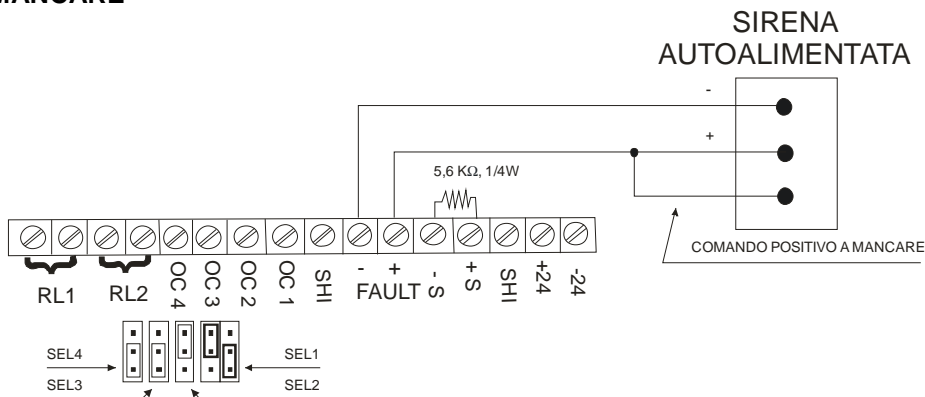 MANCARE
SIRENA
AUTOALIMENTATA
-
+
5,6 KΩ, 1/4W
COMANDO POSITIVO A MANCARE
RL1
RL2
OC 4
OC 3
OC 2
OC 1
SHI
- +
FAULT
- S
+ S
SHI
+24
-24
SEL4
SEL3
SEL1
SEL2